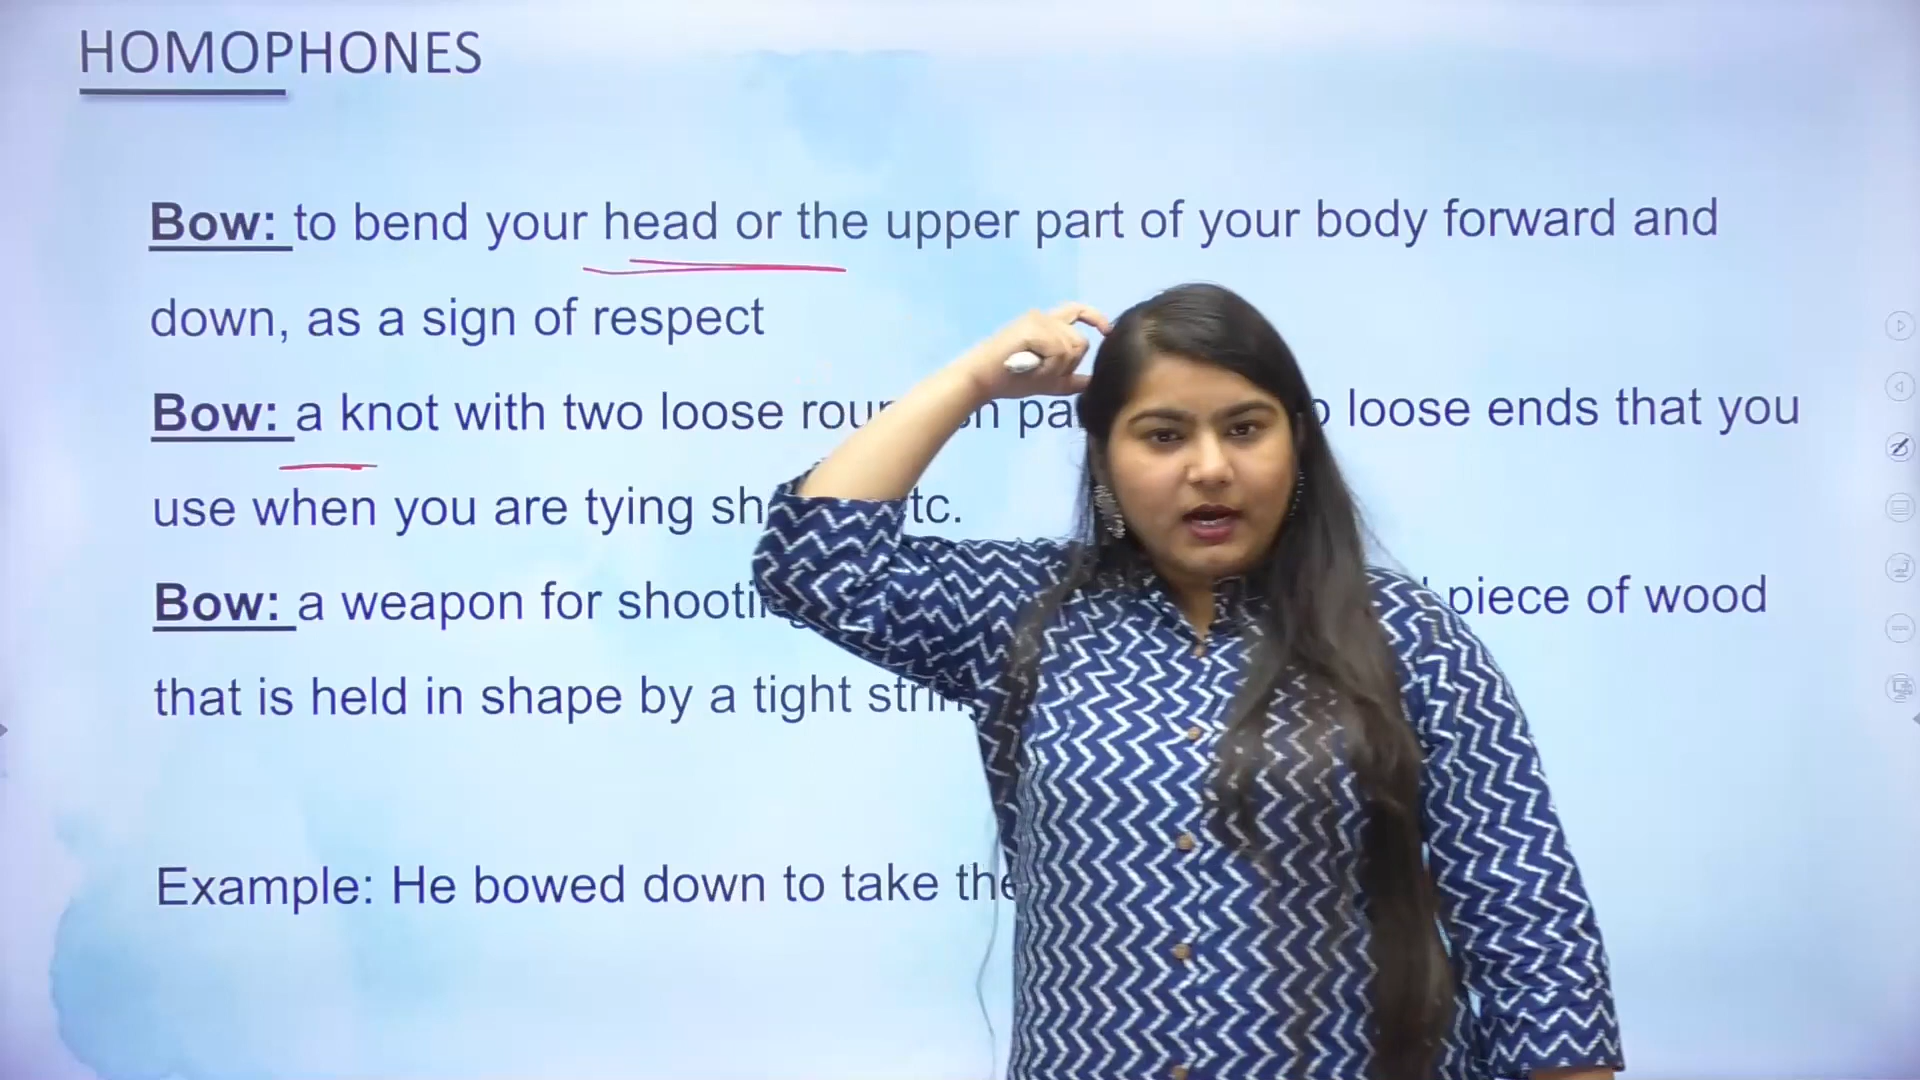 HOMOPHONES
Bow: to bend your head or the upper part of your body forward and
down, as a sign of respect
Bow: a knot with two loose loose ends that you
use when you are tying
Bow: a weapon for piece of wood
that is held in shape by a tight
Example: He bowed down to take